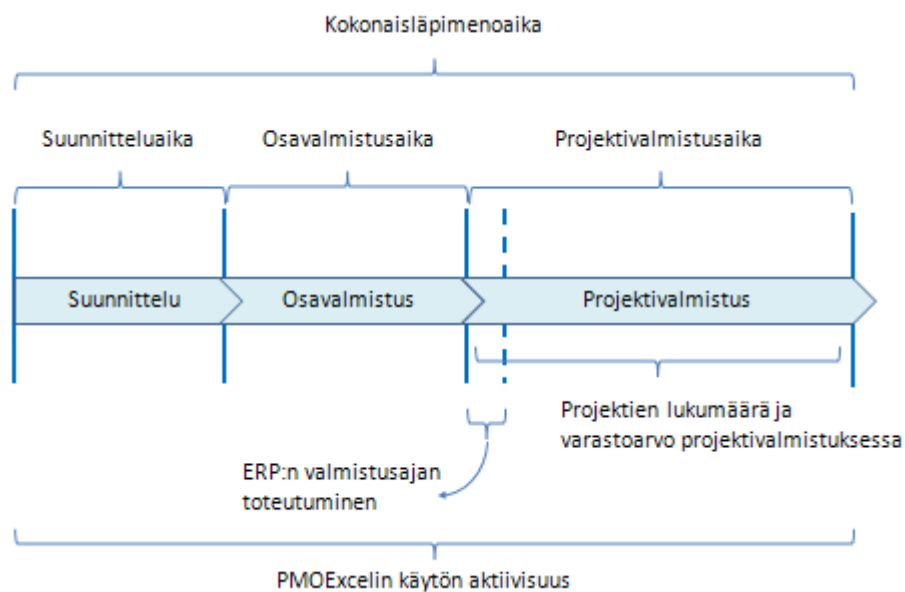 Kokonaisläpimenoaika
Suunnitteluaika
Osavalmistusaika
Projektivalmistusaika
Suunnittelu
Osavalmistus
Projektivalmistus
Projektien lukumäärä ja
varastoarvo projektivalmistuksessa
ERP:n valmistusajan
toteutuminen
PMOExcelin käytön aktiivisuus